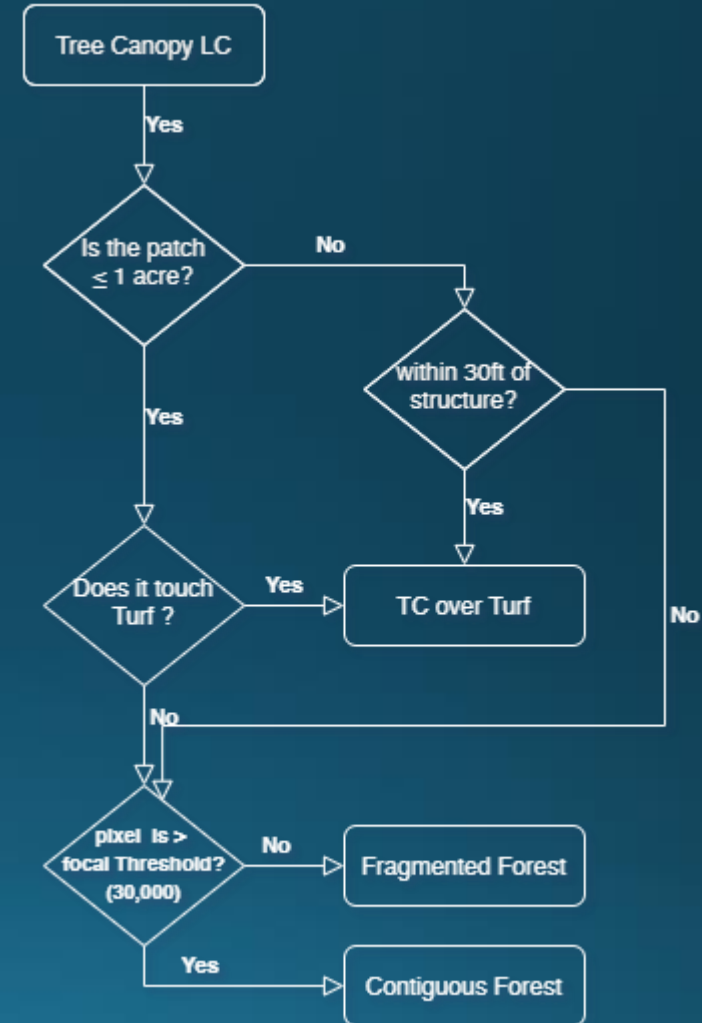 Tree Canopy LC
Yes
Is the patch
≤ 1 acre?
No
within 30ft of
structure?
Yes
Yes
Does it touch
Turf ?
Yes
TC over Turf
No
No
pixel is >
focal Threshold?
(30,000)
No
Fragmented Forest
Yes
Contiguous Forest